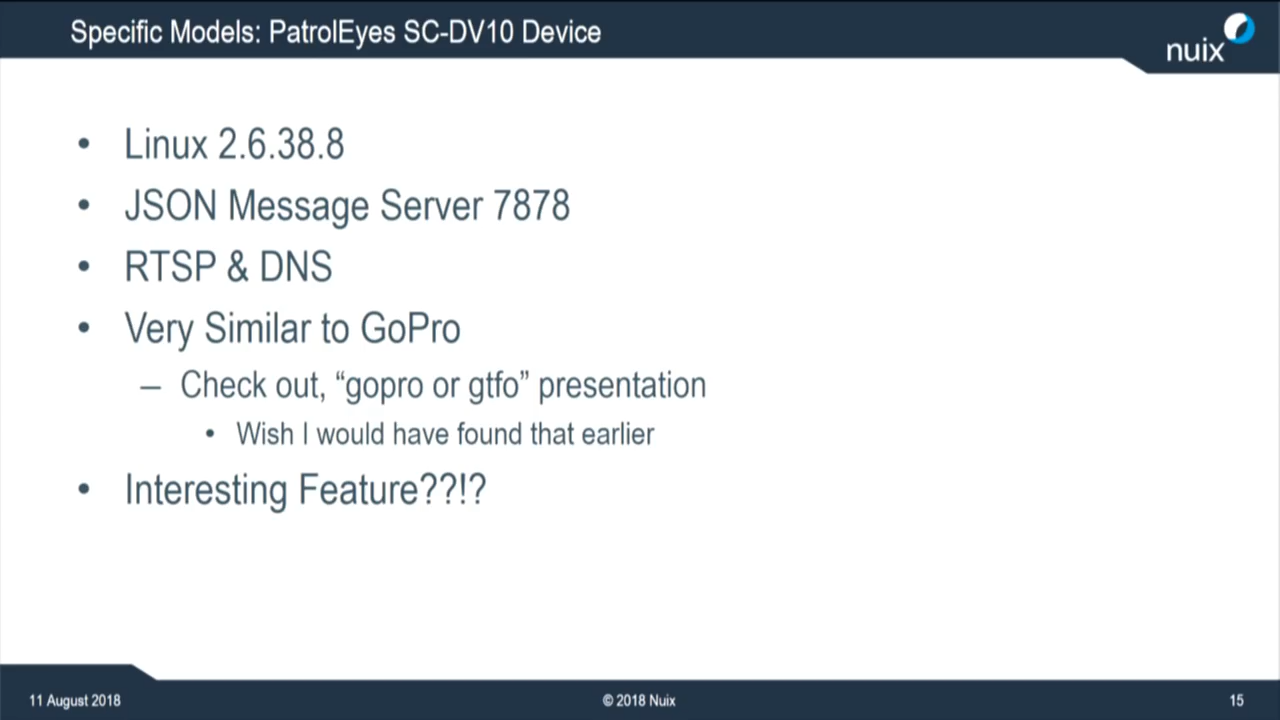 Specific Models: PatrolEyes SC-DV10 Device
nuix
• Linux 2.6.38.8
• JSON Message Server 7878
• RTSP & DNS
• Very Similar to GoPro
– Check out, “gopro or gtfo” presentation
• Wish I would have found that earlier
• Interesting Feature??!?
11 August 2018
© 2018 Nuix
15